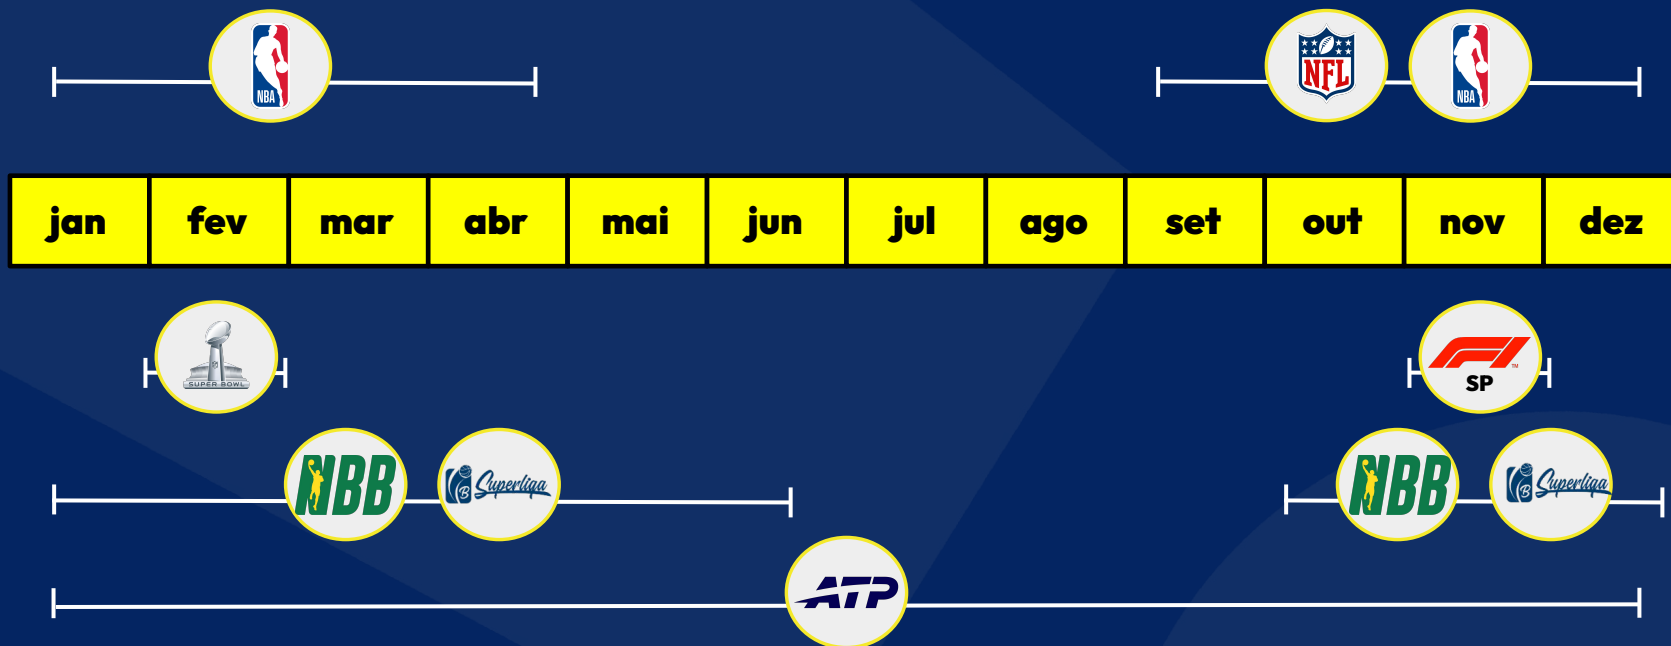 NBA
NFL
NBA
jan fev mar abr mai jun jul ago set out nov dez
SUPER BOWL
F1
SP
NBB
B Superliga
NBB
B Superliga
ATP